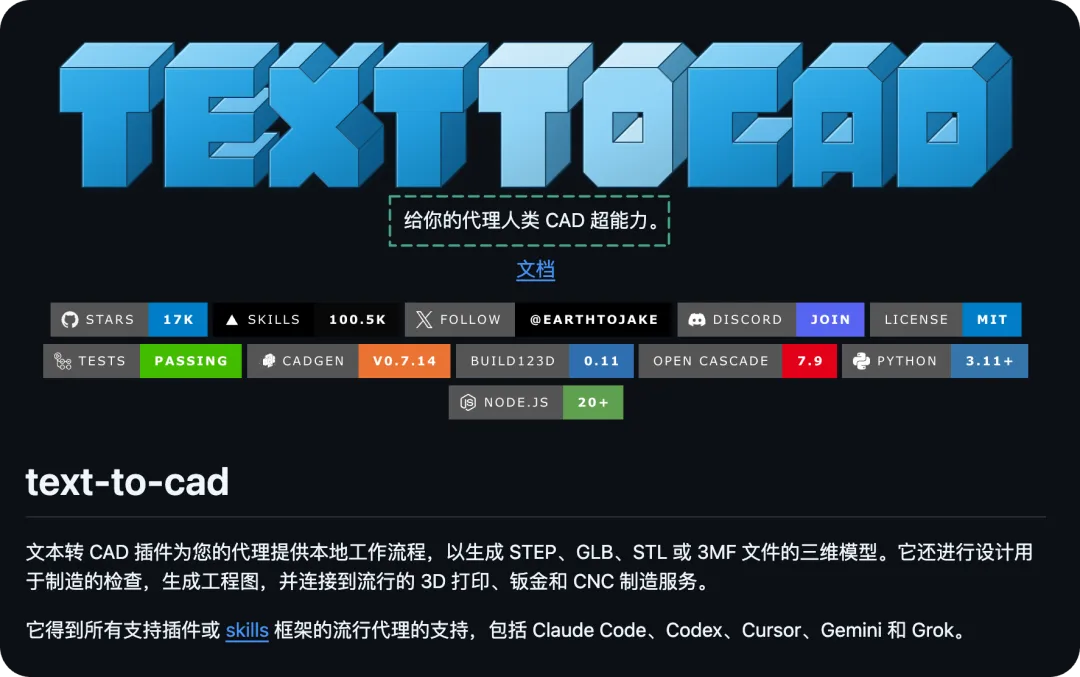 TEXTTOCAD
给你的代理人类 CAD 超能力。
文档
STARS 17K SKILLS 100.5K FOLLOW @EARTHTOJAKE DISCORD JOIN LICENSE MIT
TESTS PASSING CADGEN V0.7.14 BUILD123D 0.11 OPEN CASCADE 7.9 PYTHON 3.11+
NODE.JS 20+
text-to-cad
文本转 CAD 插件为您的代理提供本地工作流程，以生成 STEP、GLB、STL 或 3MF 文件的三维模型。它还进行设计用
于制造的检查，生成工程图，并连接到流行的 3D 打印、钣金和 CNC 制造服务。
它得到所有支持插件或 skills 框架的流行代理的支持，包括 Claude Code、Codex、Cursor、Gemini 和 Grok。